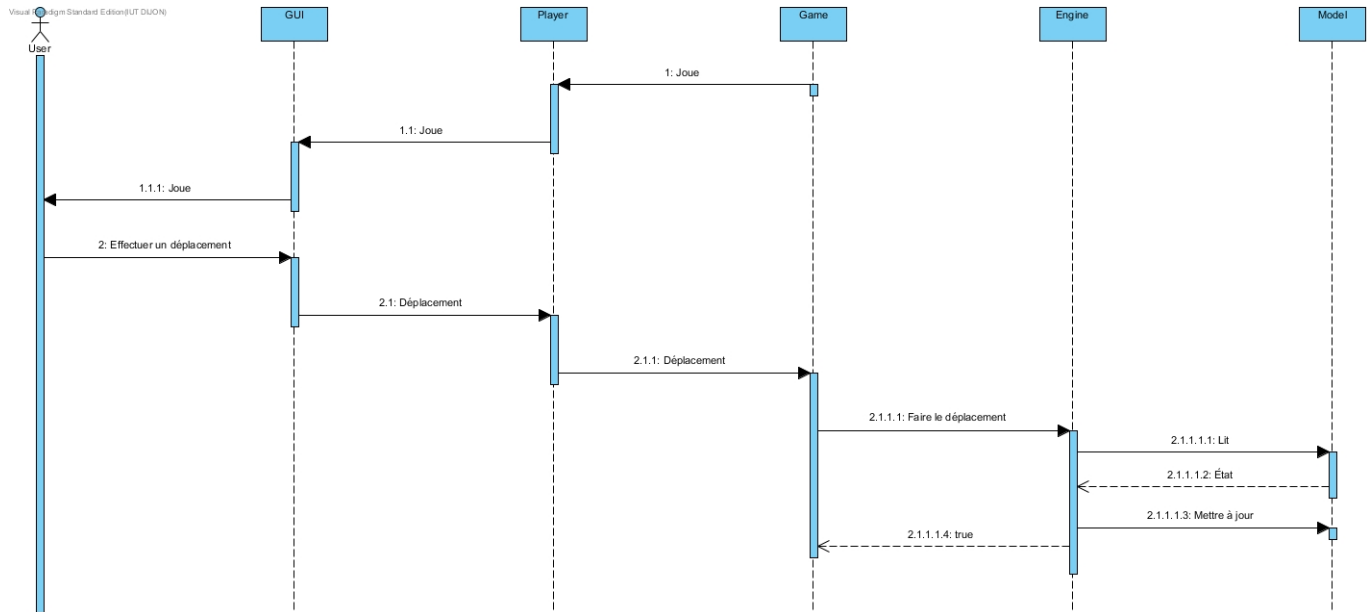 Visual Paradigm Standard Edition(IUT DIJON)
User
GUI
Player
Game
Engine
Model
1: Joue
1.1: Joue
1.1.1: Joue
2: Effectuer un déplacement
2.1: Déplacement
2.1.1: Déplacement
2.1.1.1: Faire le déplacement
2.1.1.1.1: Lit
2.1.1.1.2: État
2.1.1.1.3: Mettre à jour
2.1.1.1.4: true